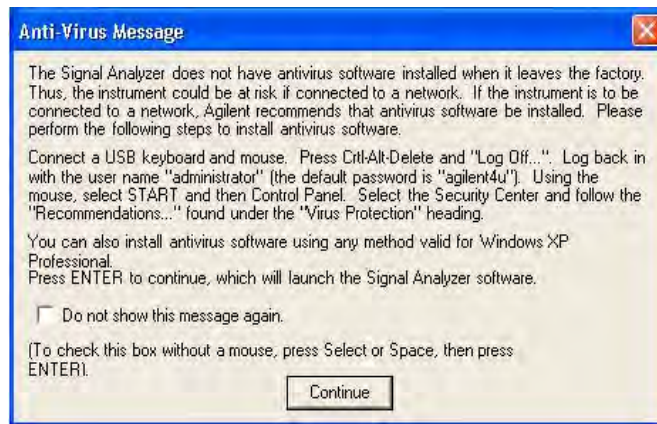 Anti-Virus Message
The Signal Analyzer does not have antivirus software installed when it leaves the factory.
Thus, the instrument could be at risk if connected to a network. If the instrument is to be
connected to a network, Agilent recommends that antivirus software be installed. Please
perform the following steps to install antivirus software.
Connect a USB keyboard and mouse. Press Crtl-Alt-Delete and "Log Off...". Log back in
with the user name "administrator" (the default password is "agilent4u"). Using the
mouse, select START and then Control Panel. Select the Security Center and follow the
"Recommendations..." found under the "Virus Protection" heading.
You can also install antivirus software using any method valid for Windows XP
Professional.
Press ENTER to continue, which will launch the Signal Analyzer software.
Do not show this message again.
(To check this box without a mouse, press Select or Space, then press
ENTER).
Continue